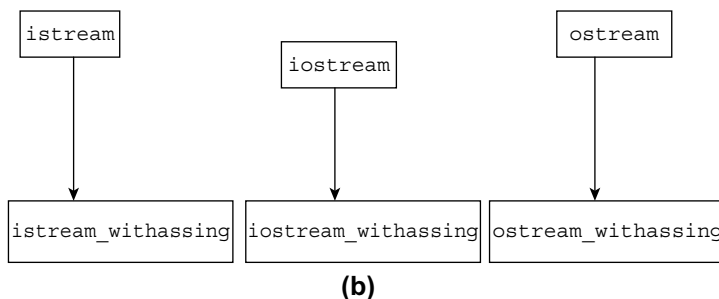 istream
ostream
iostream
istream_withassing
iostream_withassing
ostream_withassing
(b)